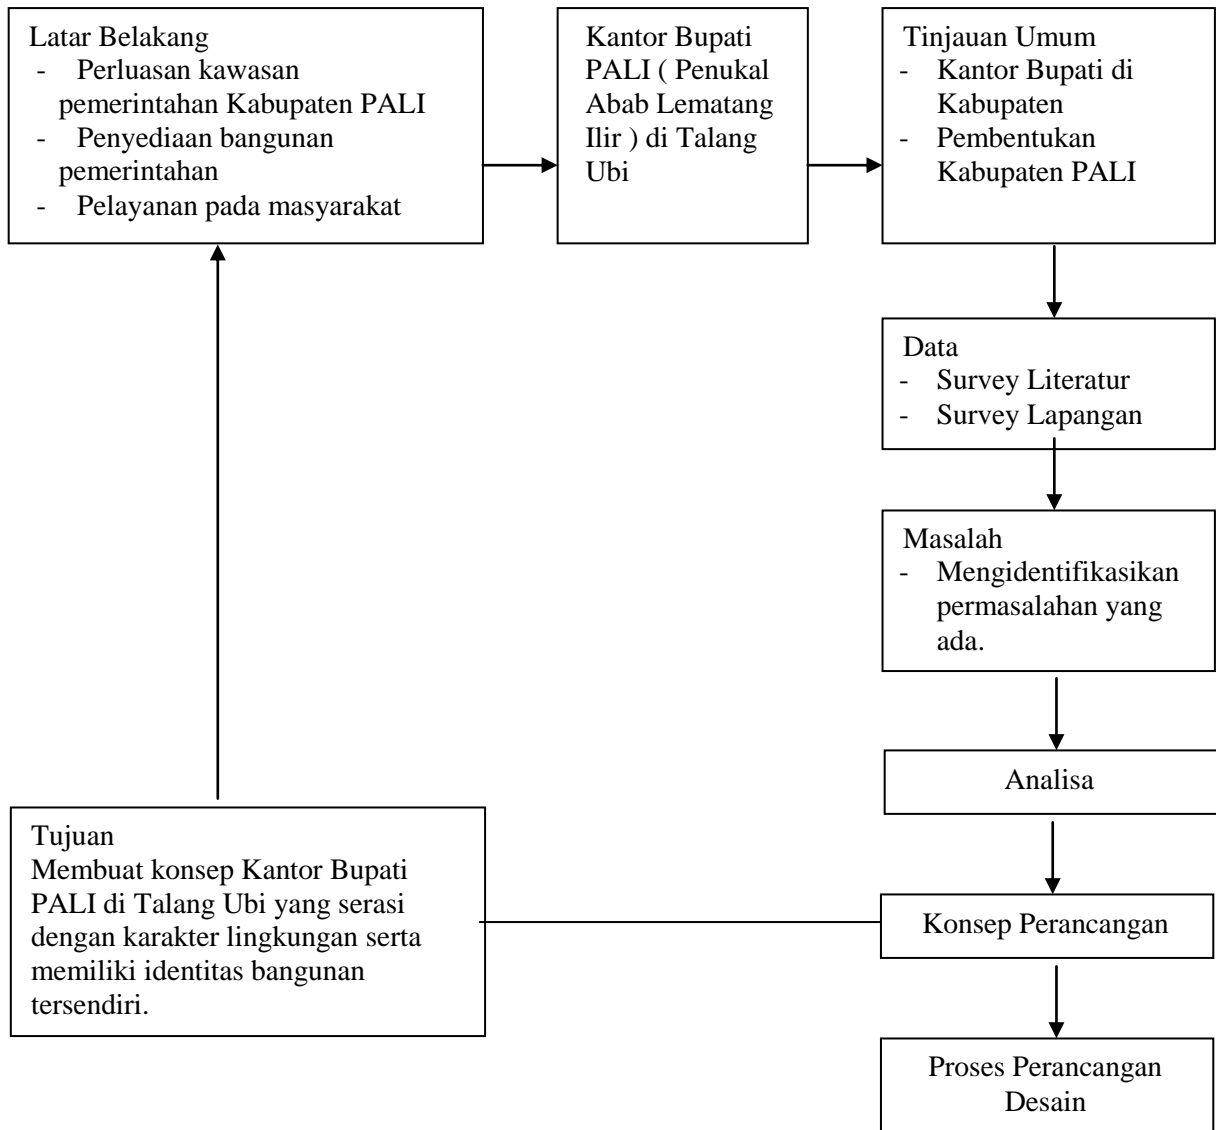 Latar Belakang
- Perluasan kawasan
pemerintahan Kabupaten PALI
- Penyediaan bangunan
pemerintahan
- Pelayanan pada masyarakat
Kantor Bupati
PALI ( Penukal
Abab Lematang
Ilir ) di Talang
Ubi
Tinjauan Umum
- Kantor Bupati di
Kabupaten
- Pembentukan
Kabupaten PALI
Data
- Survey Literatur
- Survey Lapangan
Masalah
- Mengidentifikasikan
permasalahan yang
ada.
Analisa
Tujuan
Membuat konsep Kantor Bupati
PALI di Talang Ubi yang serasi
dengan karakter lingkungan serta
memiliki identitas bangunan
tersendiri.
Konsep Perancangan
Proses Perancangan
Desain